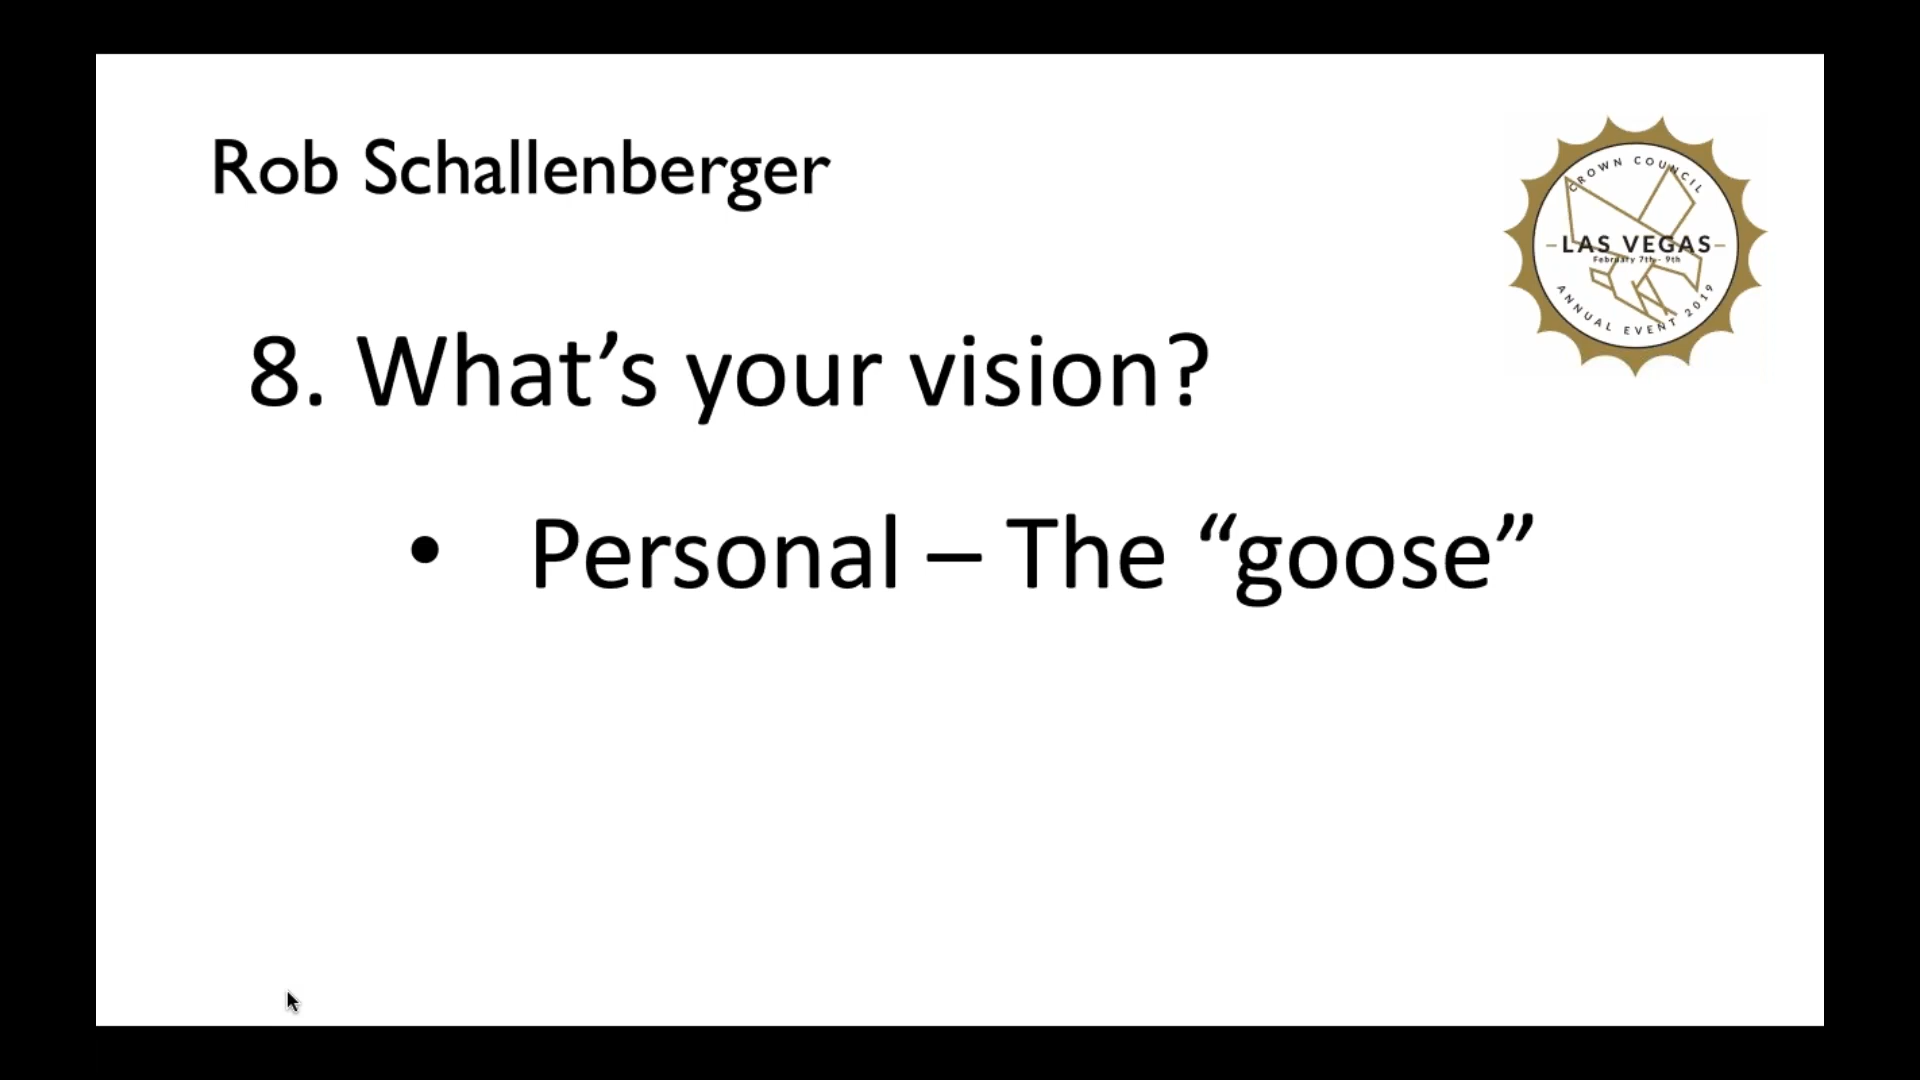 Rob Schallenberger
CROWN COUNCIL
LAS VEGAS
February 7th - 9th
ANNUAL EVENT 2019
8. What’s your vision?
• Personal – The “goose”